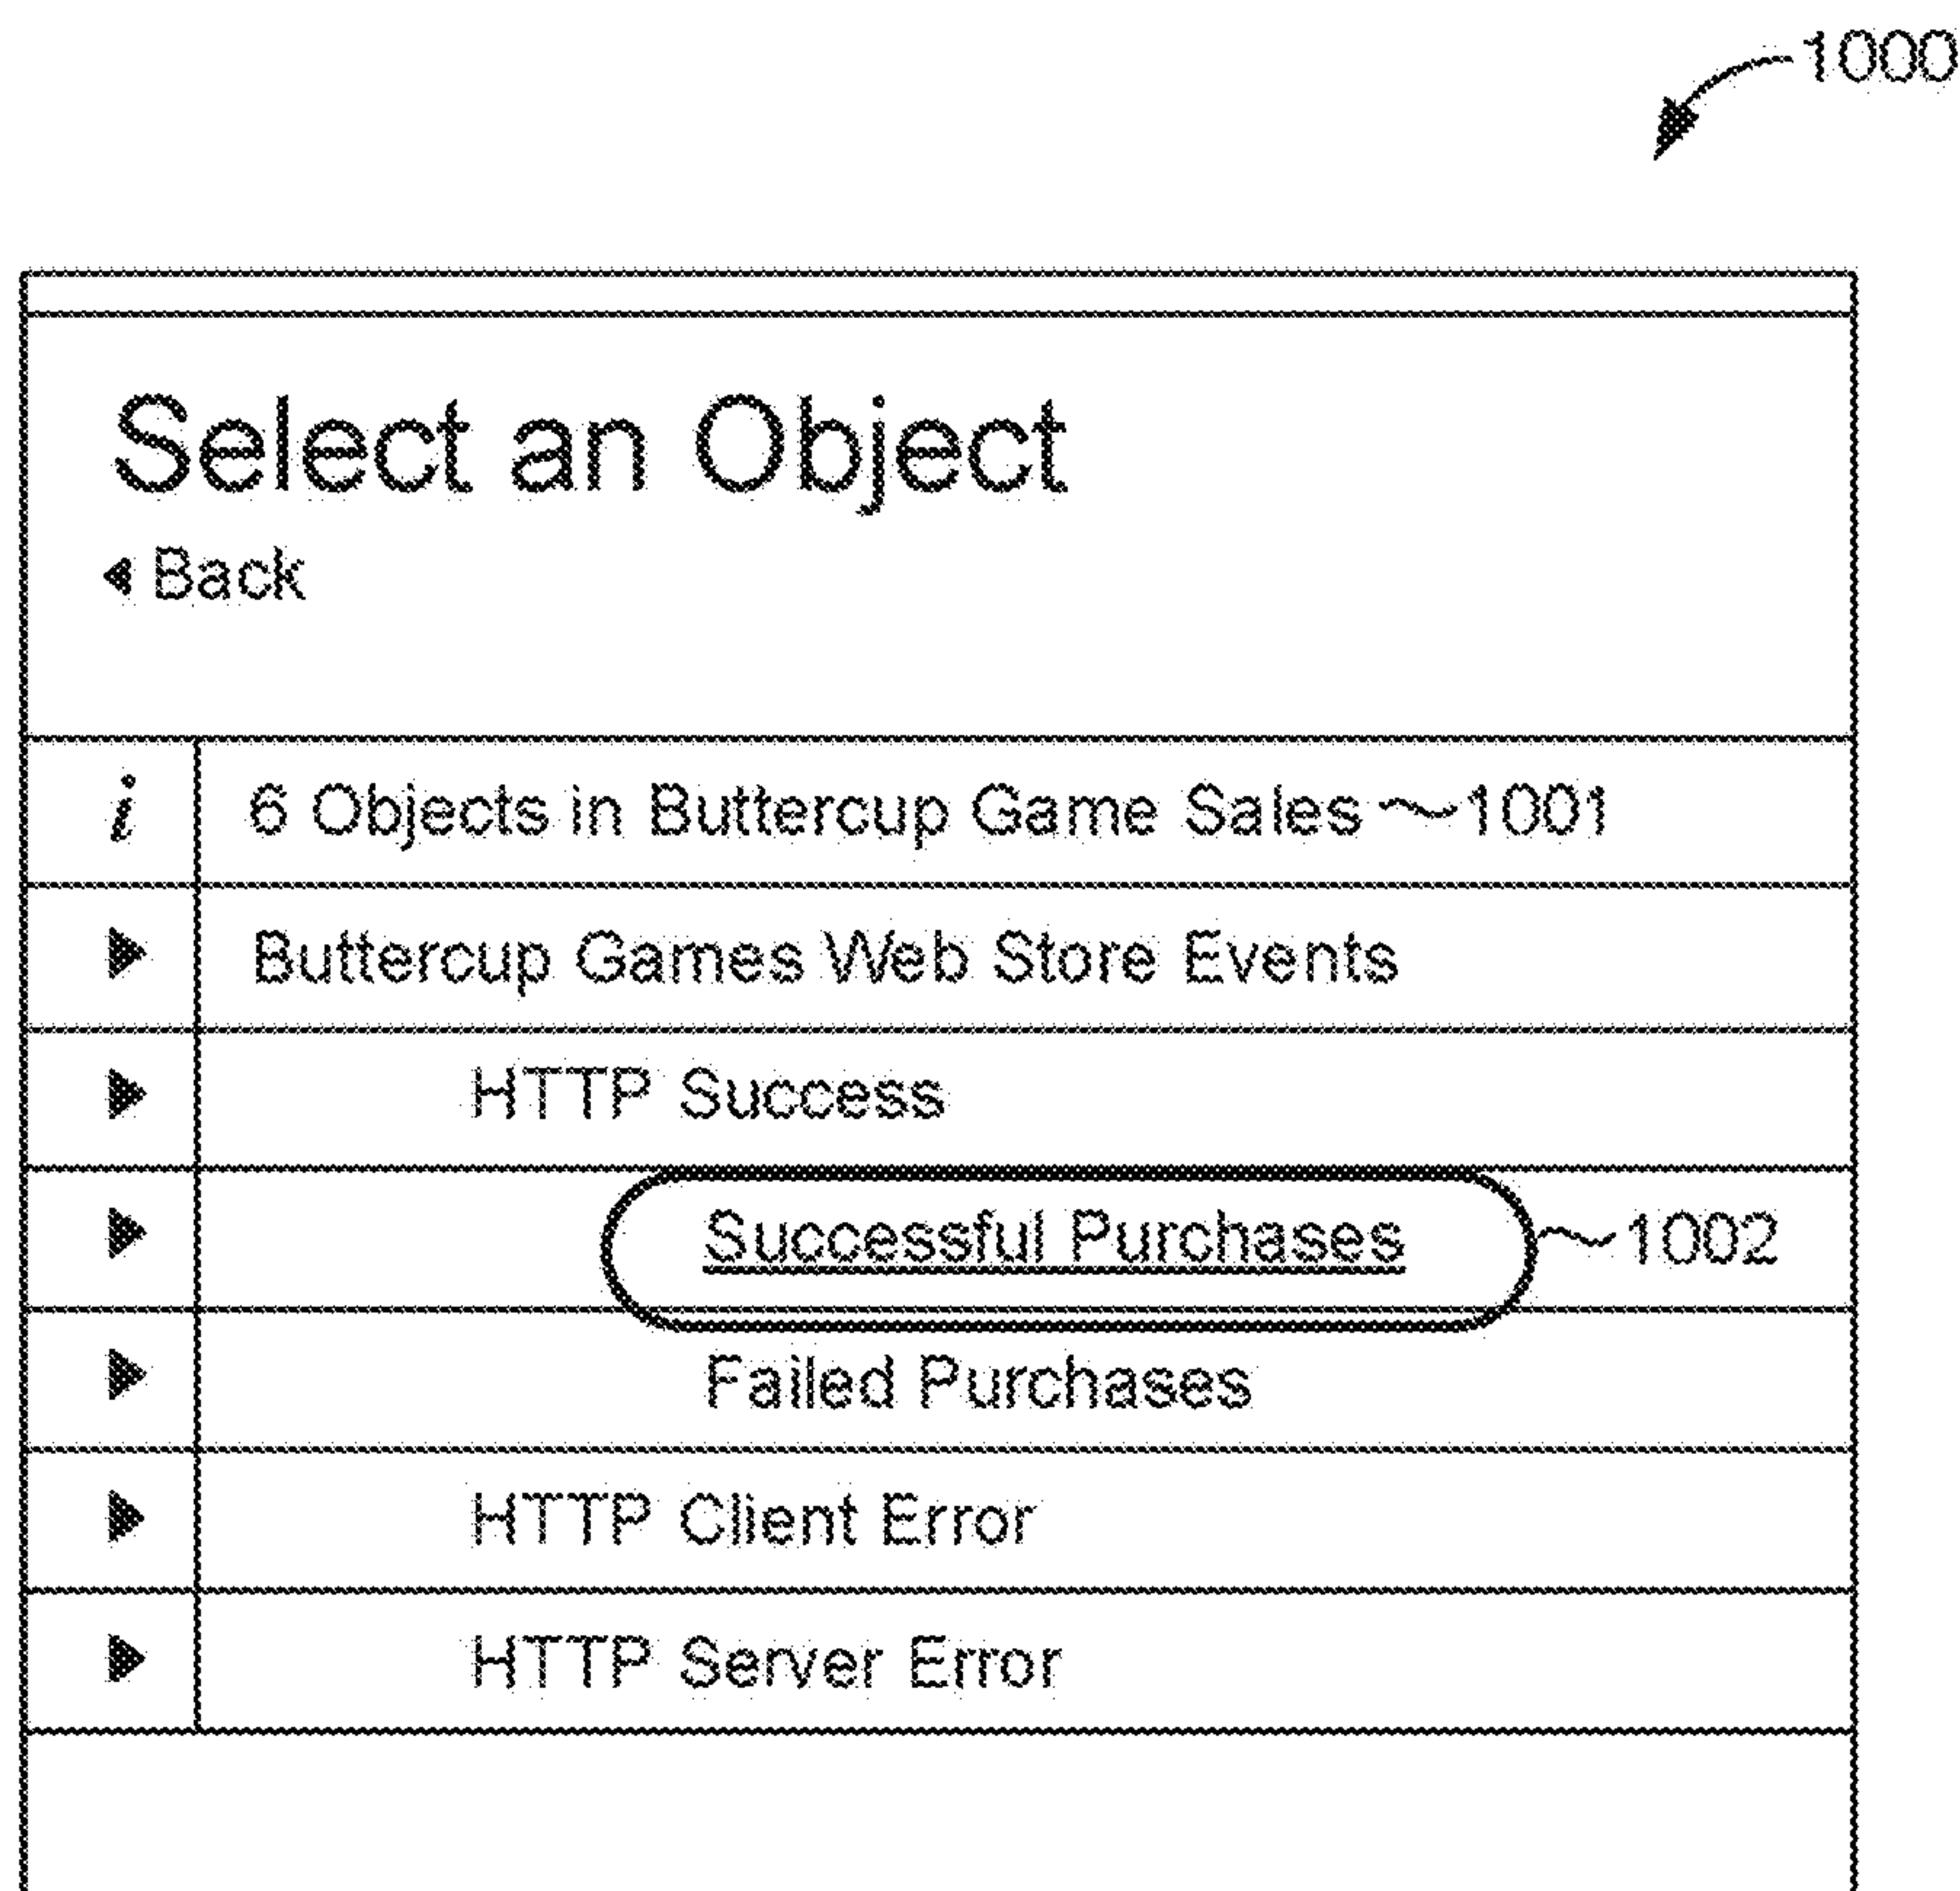 1000
Select an Object
Back
i 6 Objects in Buttercup Game Sales 1001
Buttercup Games Web Store Events
HTTP Success
Successful Purchases 1002
Failed Purchases
HTTP Client Error
HTTP Server Error